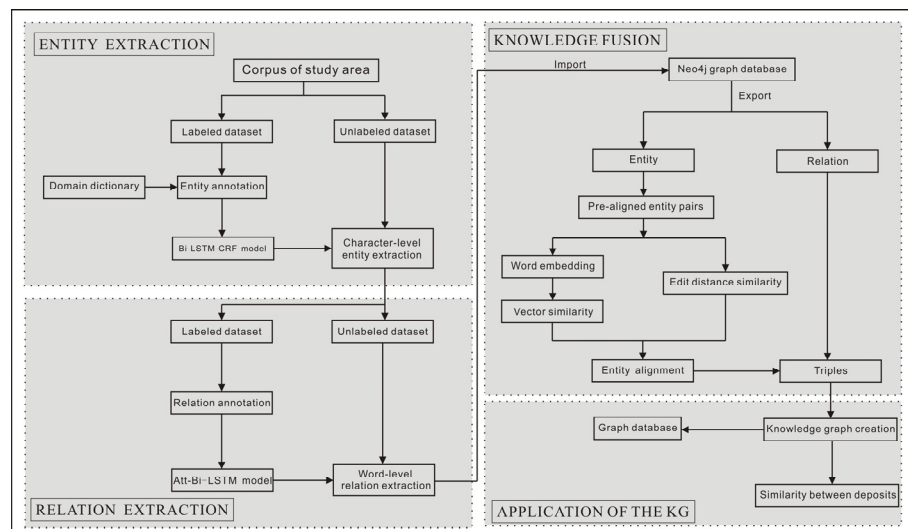 ENTITY EXTRACTION
Corpus of study area
Labeled dataset
Unlabeled dataset
Domain dictionary
Entity annotation
Bi LSTM CRF model
Character-level
entity extraction
Labeled dataset
Unlabeled dataset
Relation annotation
Att-Bi-LSTM model
Word-level
relation extraction
RELATION EXTRACTION
KNOWLEDGE FUSION
Import
Neo4j graph database
Export
Entity
Relation
Pre-aligned entity pairs
Word embedding
Edit distance similarity
Vector similarity
Entity alignment
Triples
Graph database
Knowledge graph creation
Similarity between deposits
APPLICATION OF THE KG